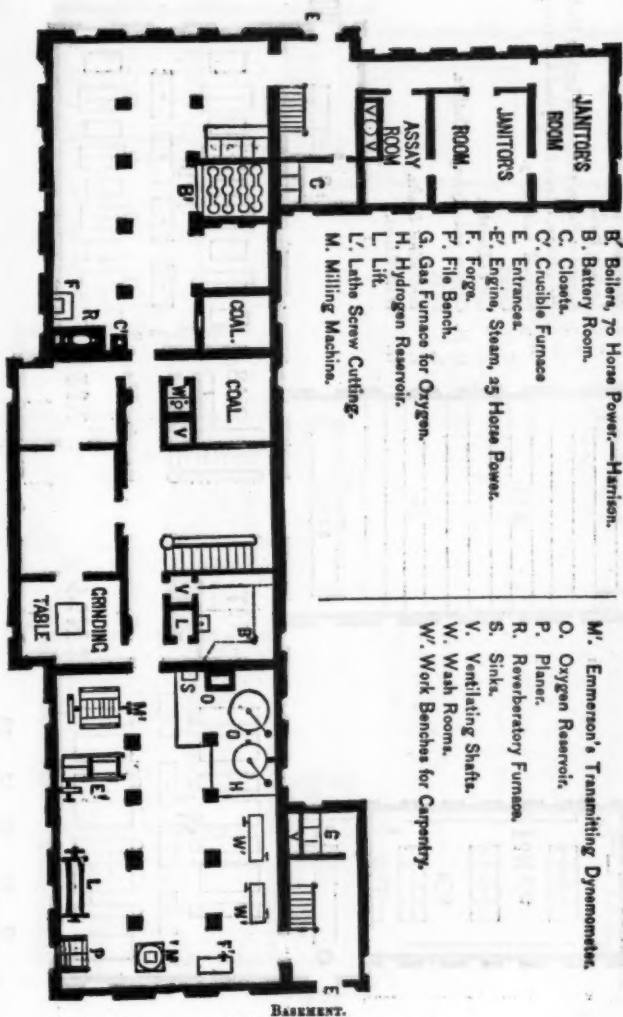 JANITOR'S
ROOM
JANITOR'S
ROOM.
ASSAY
ROOM
V
V
C
E
B'. Boilers, 70 Horse Power.—Harrison.
B. Battery Room.
C. Closets.
C'. Crucible Furnace
E. Entrances.
E'. Engine, Steam, 25 Horse Power.
F. Forge.
F'. File Bench.
G. Gas Furnace for Oxygen.
H. Hydrogen Reservoir.
L. Lift.
L'. Lathe Screw Cutting.
M. Milling Machine.
M'. Emmerson's Transmitting Dynemometer.
O. Oxygen Reservoir.
P. Planer.
R. Reverberatory Furnace.
S. Sinks.
V. Ventilating Shafts.
W. Wash Rooms.
W'. Work Benches for Carpentry.
B'
COAL.
COAL.
F
R
C'
W
V
V
L
B
GRINDING
TABLE
S
O
O
H
M'
E'
W'
W'
G
L
P
M
F'
E
BASEMENT.